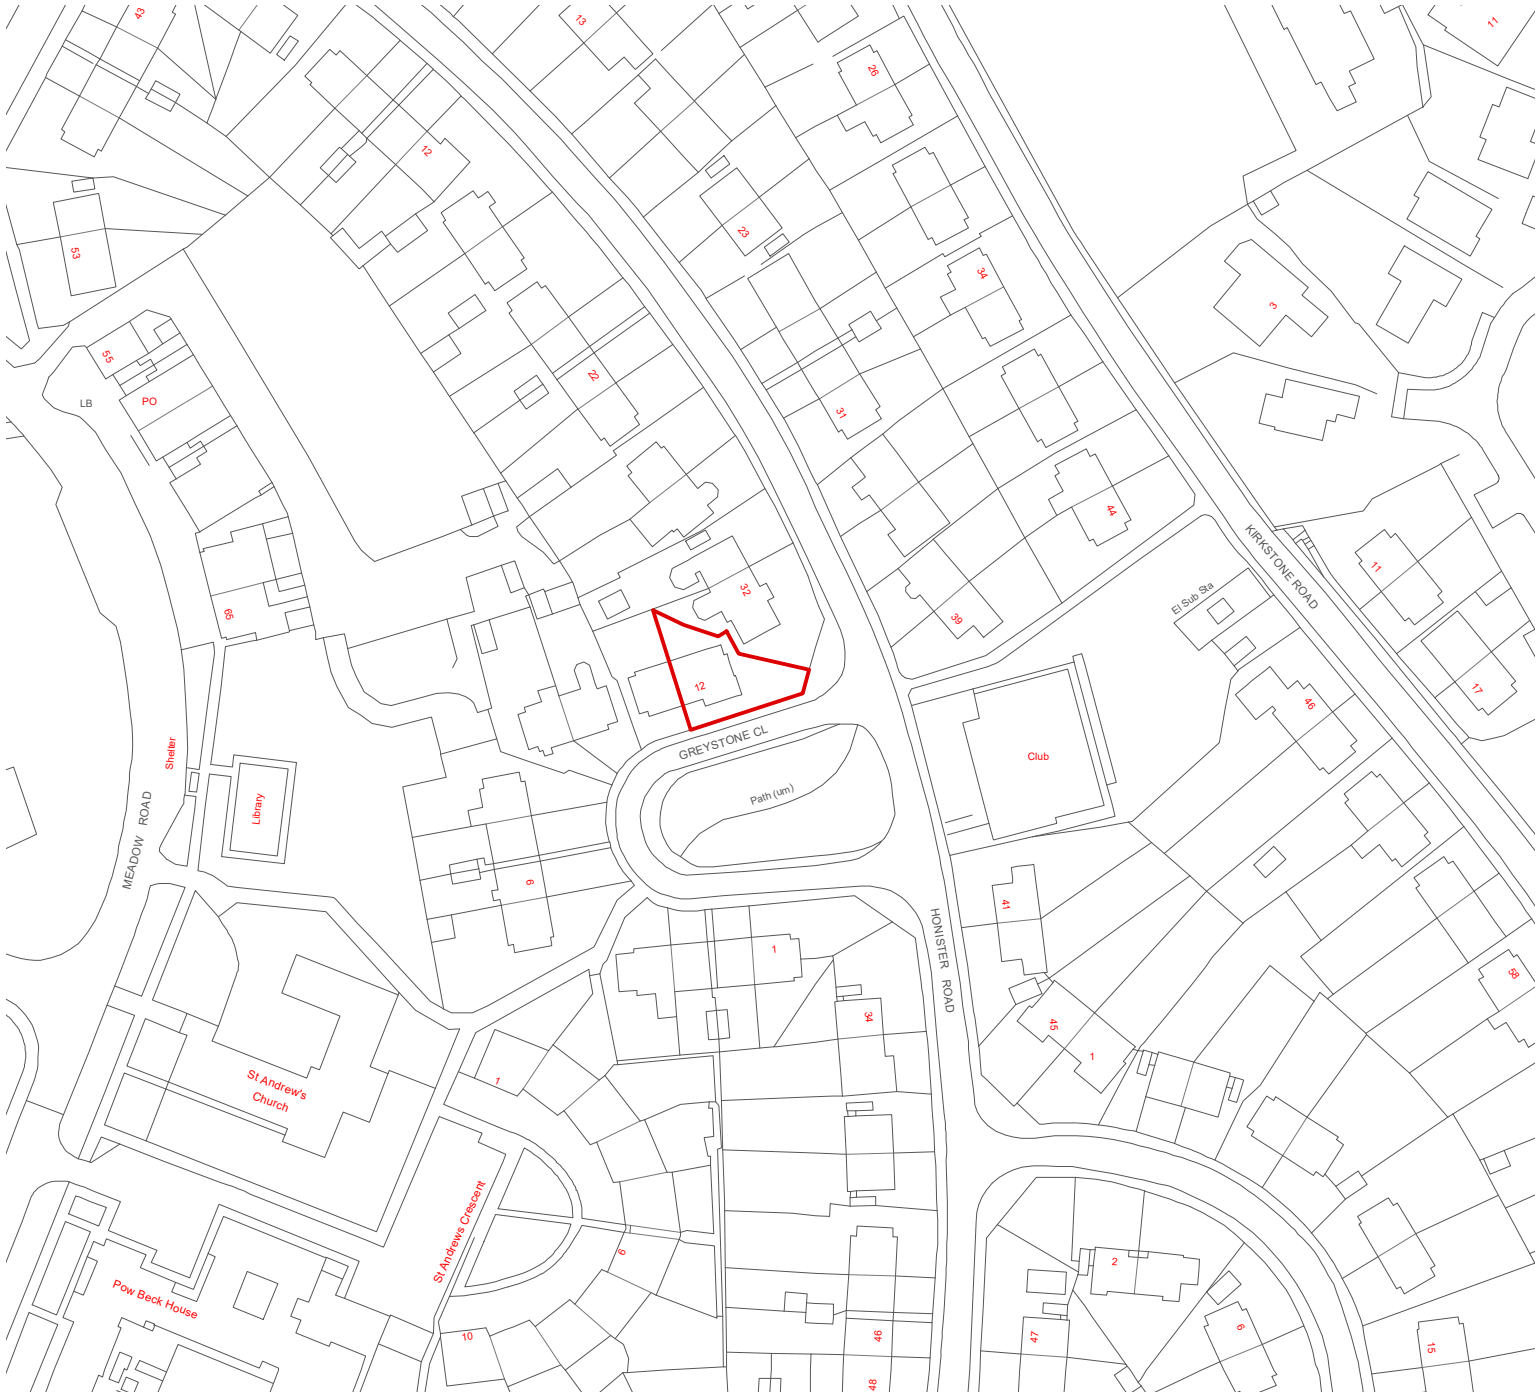 43
13
11
26
12
53
23
34
3
55
22
LB
PO
31
44
KIRKSTONE ROAD
11
El Sub Sta
32
65
39
12
17
46
GREYSTONE CL
Shelter
Club
Path (um)
Library
MEADOW ROAD
6
41
HONISTER ROAD
1
58
34
45
1
1
St Andrew's
Church
St Andrews Crescent
6
2
Pow Beck House
10
46
47
6
15
48